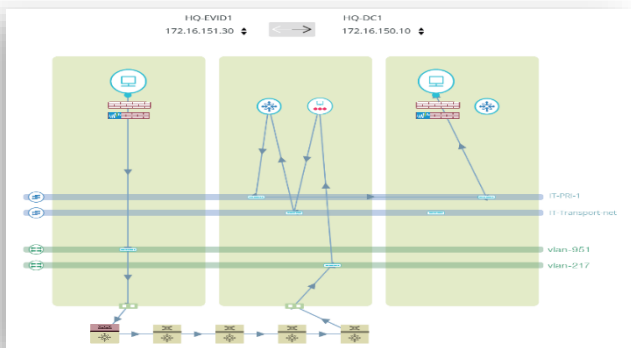 HQ-EVID1
HQ-DC1
172.16.151.30
172.16.150.10
IT-PRI-1
IT-Transport net
vlan-951
vlan-217